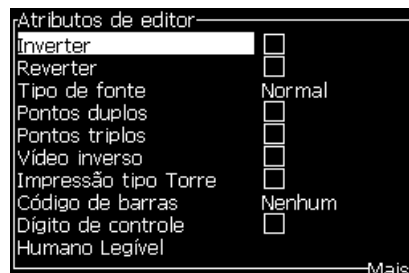 Atributos de editor
Inverter
Reverter
Tipo de fonte Normal
Pontos duplos
Pontos triplos
Vídeo inverso
Impressão tipo Torre
Código de barras Nenhum
Dígito de controle
Humano Legível
Mais